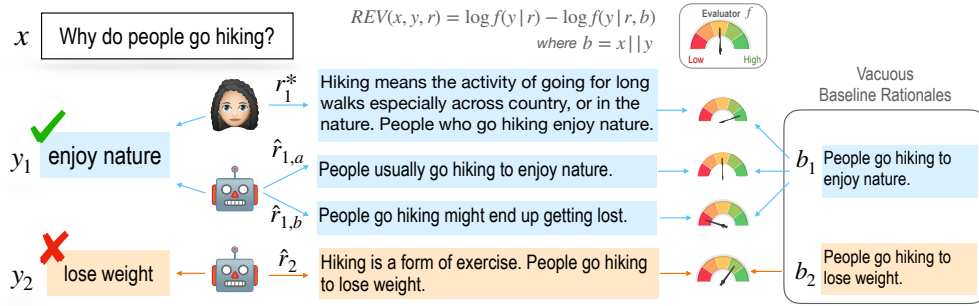 REV(x, y, r) = log f(y | r) − log f(y | r, b)
where b = x||y
Evaluator f
Low High
x Why do people go hiking?
Vacuous
Baseline Rationales
y₁ enjoy nature
r₁*
Hiking means the activity of going for long
walks especially across country, or in the
nature. People who go hiking enjoy nature.
r̂₁,ₐ
People usually go hiking to enjoy nature.
r̂₁,b
People go hiking might end up getting lost.
b₁ People go hiking to
enjoy nature.
y₂ lose weight
r̂₂
Hiking is a form of exercise. People go hiking
to lose weight.
b₂ People go hiking to
lose weight.